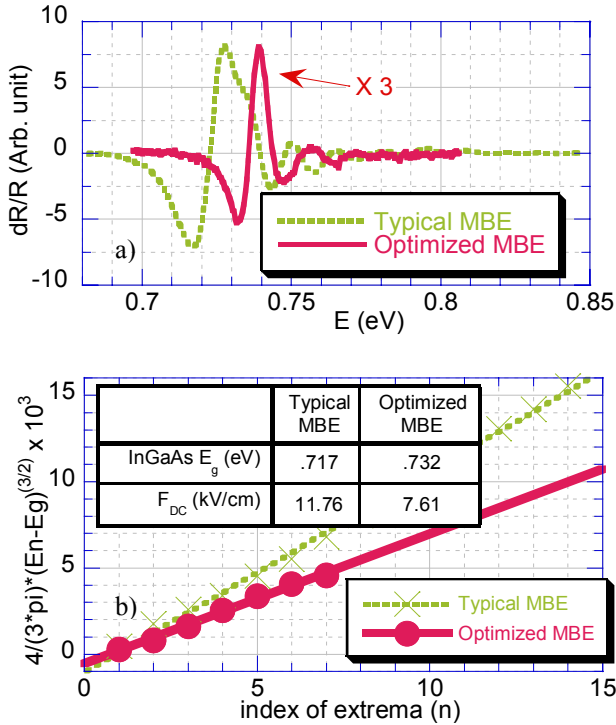 10
5
0
-5
-10
dR/R (Arb. unit)
X 3
a)
Typical MBE
Optimized MBE
0.7 0.75 0.8 0.85
E (eV)
15
10
5
0
4/(3*pi)*(En-Eg)^(3/2) x 10^3
Typical MBE Optimized MBE
InGaAs E_g (eV) .717 .732
F_DC (kV/cm) 11.76 7.61
b)
Typical MBE
Optimized MBE
0 5 10 15
index of extrema (n)